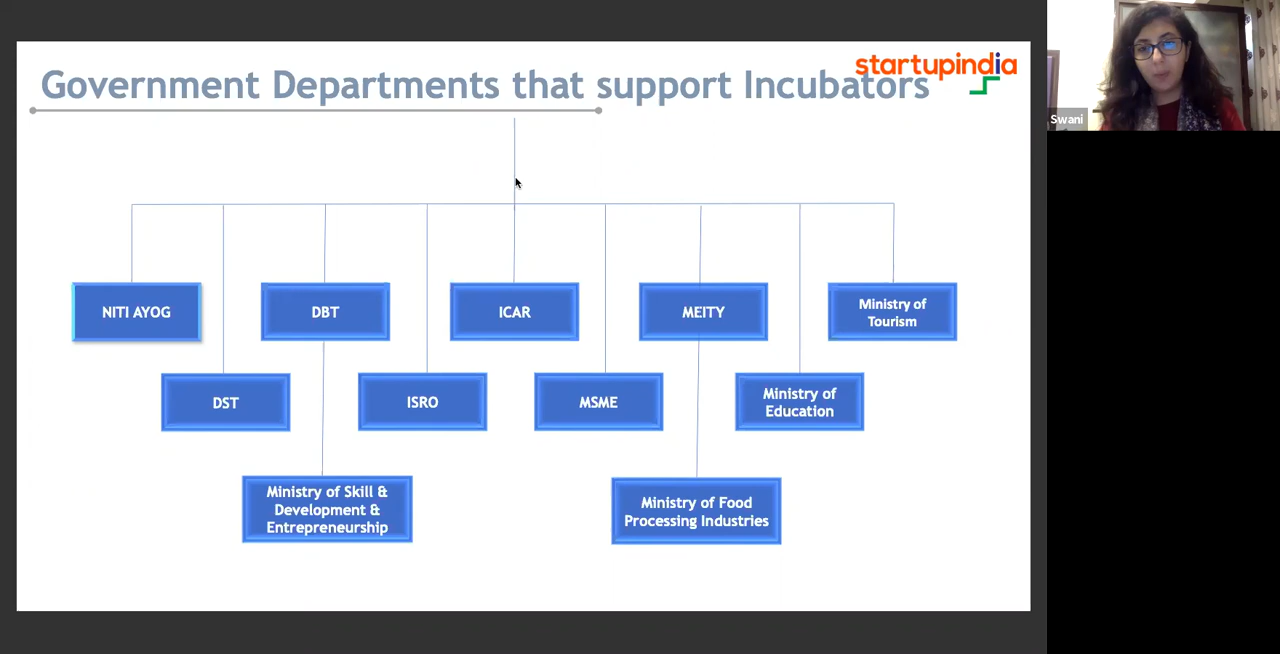 Government Departments that support Incubators
startupindia
Swani
NITI AYOG
DBT
ICAR
MEITY
Ministry of
Tourism
DST
ISRO
MSME
Ministry of
Education
Ministry of Skill &
Development &
Entrepreneurship
Ministry of Food
Processing Industries